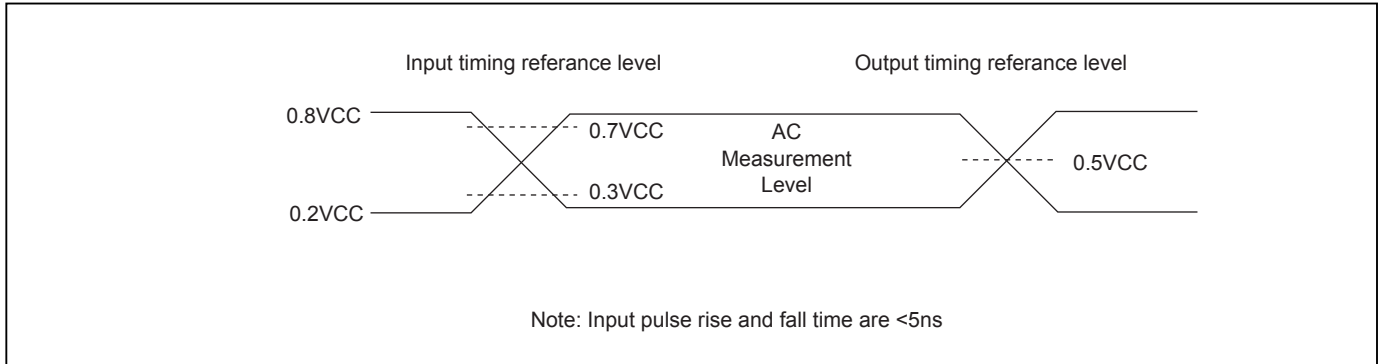 Input timing referance level
Output timing referance level
0.8VCC
0.7VCC
AC
Measurement
Level
0.5VCC
0.3VCC
0.2VCC
Note: Input pulse rise and fall time are <5ns